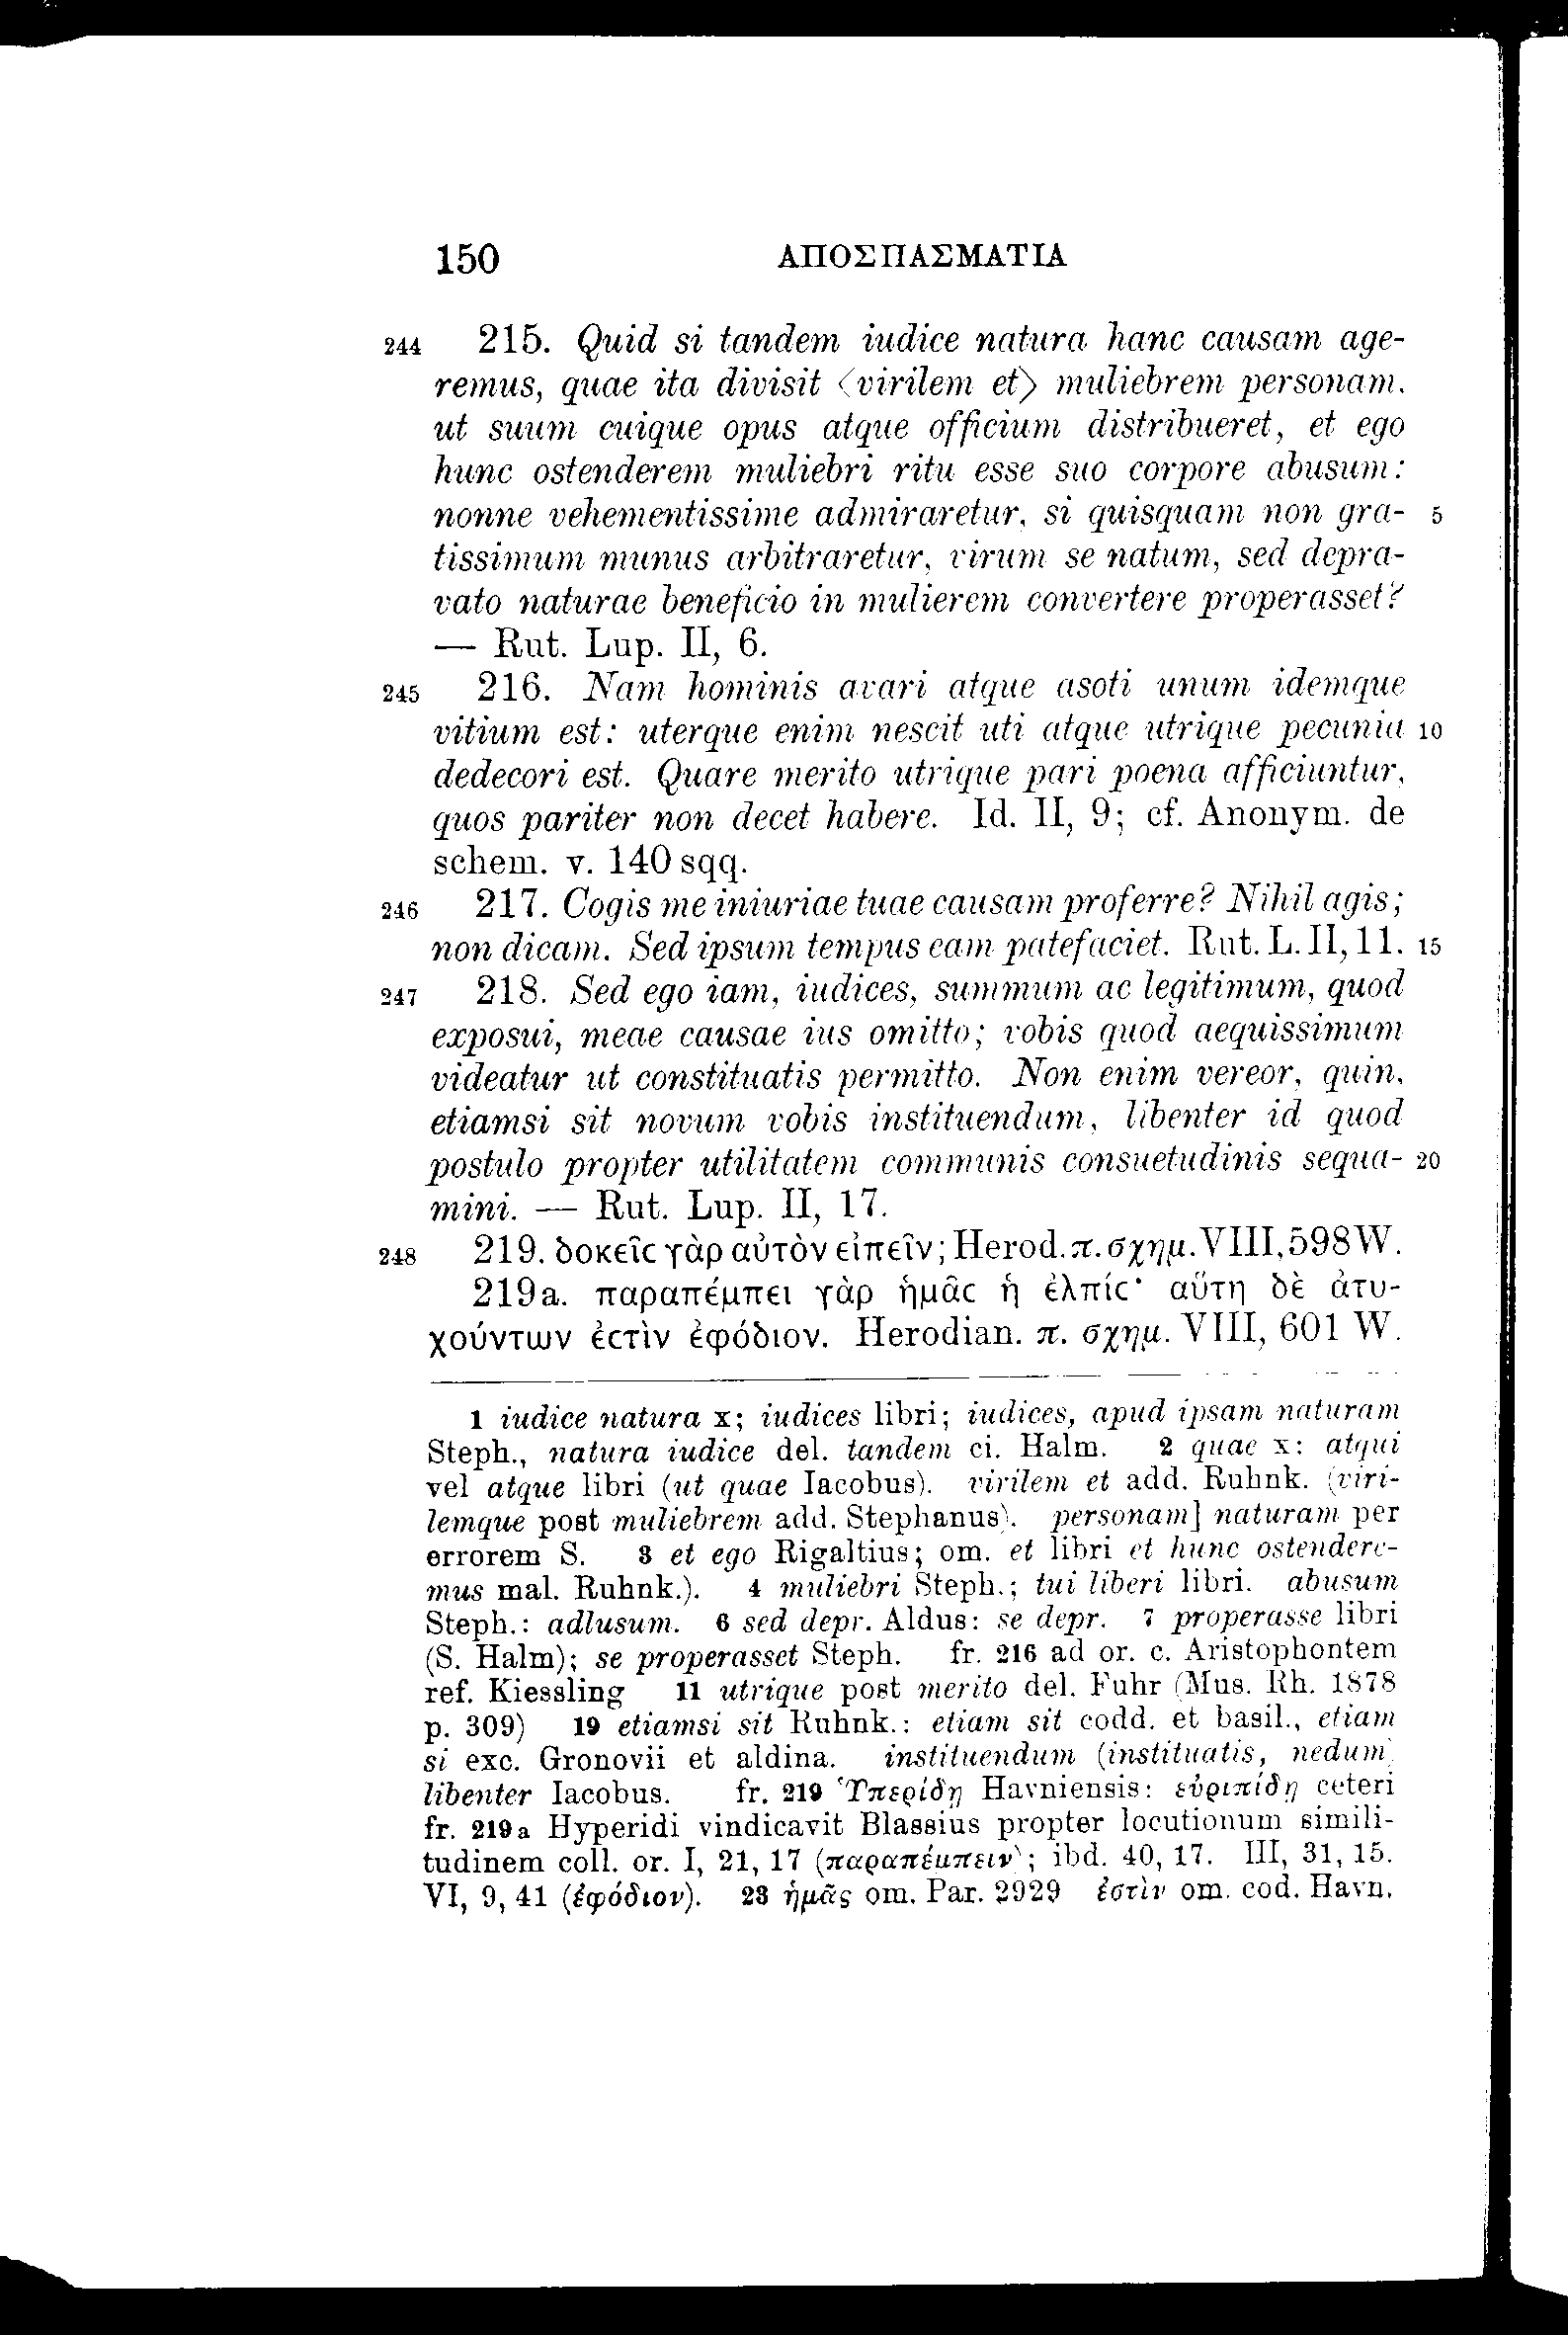 150 ΑΠΟΣΠΑΣΜΑΤΙΑ
244 215. Quid si tandem iudice natura hanc causam age-
remus, quae ita divisit ⟨virilem et⟩ muliebrem personam,
ut suum cuique opus atque officium distribueret, et ego
hunc ostenderem muliebri ritu esse suo corpore abusum:
nonne vehementissime admiraretur, si quisquam non gra- 5
tissimum munus arbitraretur, virum se natum, sed depra-
vato naturae beneficio in mulierem convertere properasset?
— Rut. Lup. II, 6.
245 216. Nam hominis avari atque asoti unum idemque
vitium est: uterque enim nescit uti atque utrique pecunia 10
dedecori est. Quare merito utrique pari poena afficiuntur,
quos pariter non decet habere. Id. II, 9; cf. Anonym. de
schem. v. 140 sqq.
246 217. Cogis me iniuriae tuae causam proferre? Nihil agis;
non dicam. Sed ipsum tempus eam patefaciet. Rut. L. II, 11. 15
247 218. Sed ego iam, iudices, summum ac legitimum, quod
exposui, meae causae ius omitto; vobis quod aequissimum
videatur ut constituatis permitto. Non enim vereor, quin,
etiamsi sit novum vobis instituendum, libenter id quod
postulo propter utilitatem communis consuetudinis sequa- 20
mini. — Rut. Lup. II, 17.
248 219. δοκεῖϲ γὰρ αὐτὸν εἰπεῖν; Herod. π. σχημ. VIII, 598 W.
219a. παραπέμπει γὰρ ἡμᾶϲ ἡ ἐλπίϲ· αὕτη δὲ ἀτυ-
χούντων ἐϲτὶν ἐφόδιον. Herodian. π. σχημ. VIII, 601 W.
1 iudice natura x; iudices libri; iudices, apud ipsam naturam
Steph., natura iudice del. tandem ci. Halm. 2 quae x: atqui
vel atque libri (ut quae Iacobus). virilem et add. Ruhnk. (viri-
lemque post muliebrem add. Stephanus). personam] naturam per
errorem S. 3 et ego Rigaltius; om. et libri et hunc ostendere-
mus mal. Ruhnk.). 4 muliebri Steph.; tui liberi libri. abusum
Steph.: adlusum. 6 sed depr. Aldus: se depr. 7 properasse libri
(S. Halm); se properasset Steph. fr. 216 ad or. c. Aristophontem
ref. Kiessling 11 utrique post merito del. Fuhr (Mus. Rh. 1878
p. 309) 19 etiamsi sit Ruhnk.: etiam sit codd. et basil., etiam
si exc. Gronovii et aldina. instituendum (instituatis, nedum)
libenter Iacobus. fr. 219 Ὑπερίδῃ Havniensis: εὐριπίδῃ ceteri
fr. 219a Hyperidi vindicavit Blassius propter locutionum simili-
tudinem coll. or. I, 21, 17 (παραπέμπειν); ibd. 40, 17. III, 31, 15.
VI, 9, 41 (ἐφόδιον). 23 ἡμᾶς om. Par. 2929 ἐστὶν om. cod. Havn.